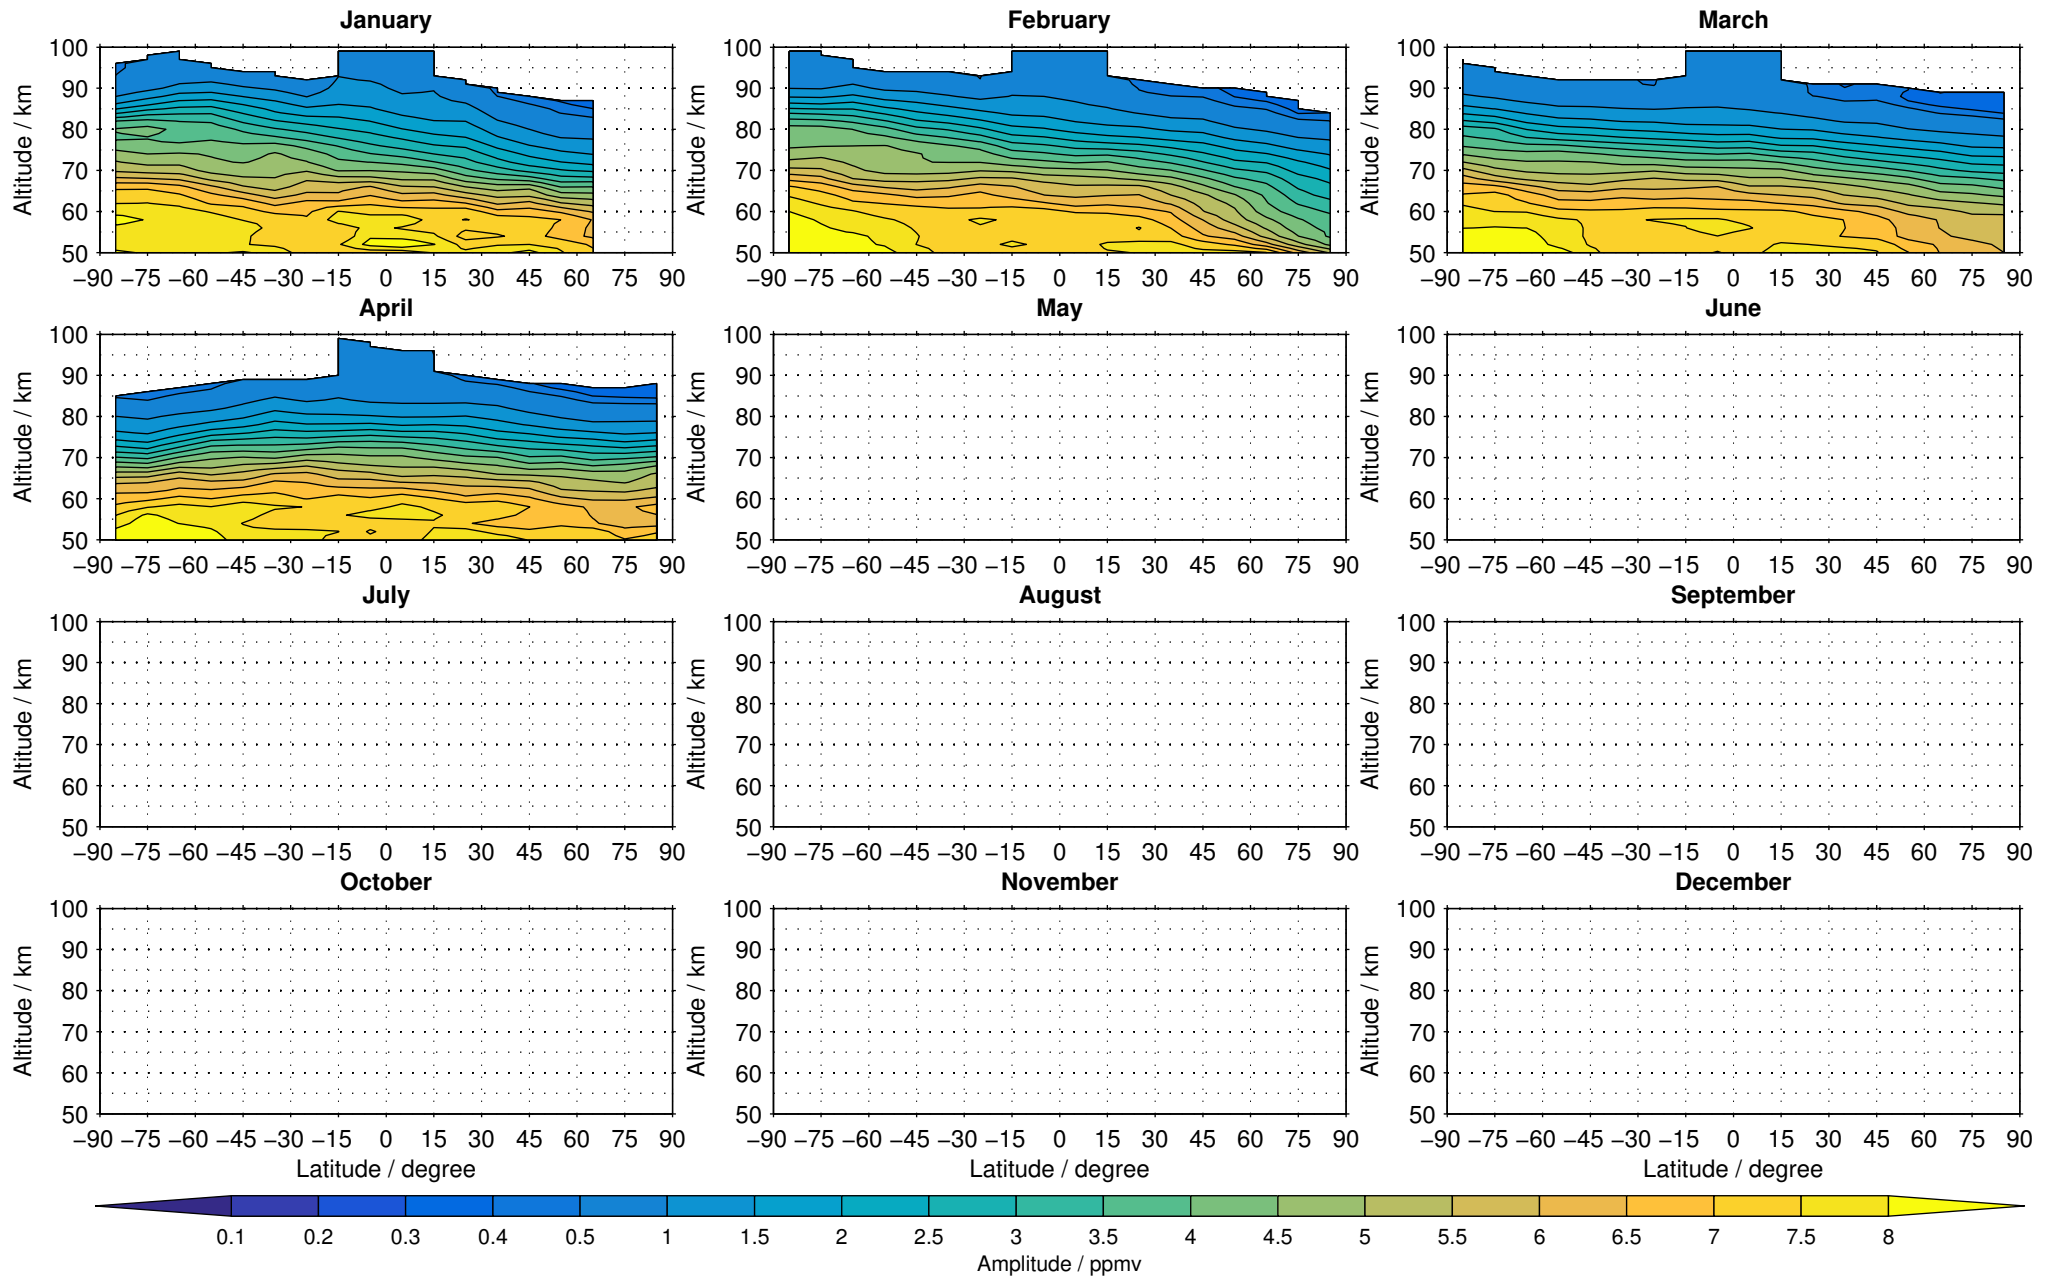 January February March
100 100 100
90 90 90
80 80 80
70 70 70
60 60 60
50 50 50
Altitude / km Altitude / km Altitude / km
−90 −75 −60 −45 −30 −15 0 15 30 45 60 75 90 −90 −75 −60 −45 −30 −15 0 15 30 45 60 75 90 −90 −75 −60 −45 −30 −15 0 15 30 45 60 75 90
April May June
100 100 100
90 90 90
80 80 80
70 70 70
60 60 60
50 50 50
Altitude / km Altitude / km Altitude / km
−90 −75 −60 −45 −30 −15 0 15 30 45 60 75 90 −90 −75 −60 −45 −30 −15 0 15 30 45 60 75 90 −90 −75 −60 −45 −30 −15 0 15 30 45 60 75 90
July August September
100 100 100
90 90 90
80 80 80
70 70 70
60 60 60
50 50 50
Altitude / km Altitude / km Altitude / km
−90 −75 −60 −45 −30 −15 0 15 30 45 60 75 90 −90 −75 −60 −45 −30 −15 0 15 30 45 60 75 90 −90 −75 −60 −45 −30 −15 0 15 30 45 60 75 90
October November December
100 100 100
90 90 90
80 80 80
70 70 70
60 60 60
50 50 50
Altitude / km Altitude / km Altitude / km
−90 −75 −60 −45 −30 −15 0 15 30 45 60 75 90 −90 −75 −60 −45 −30 −15 0 15 30 45 60 75 90 −90 −75 −60 −45 −30 −15 0 15 30 45 60 75 90
Latitude / degree Latitude / degree Latitude / degree
0.1 0.2 0.3 0.4 0.5 1 1.5 2 2.5 3 3.5 4 4.5 5 5.5 6 6.5 7 7.5 8
Amplitude / ppmv